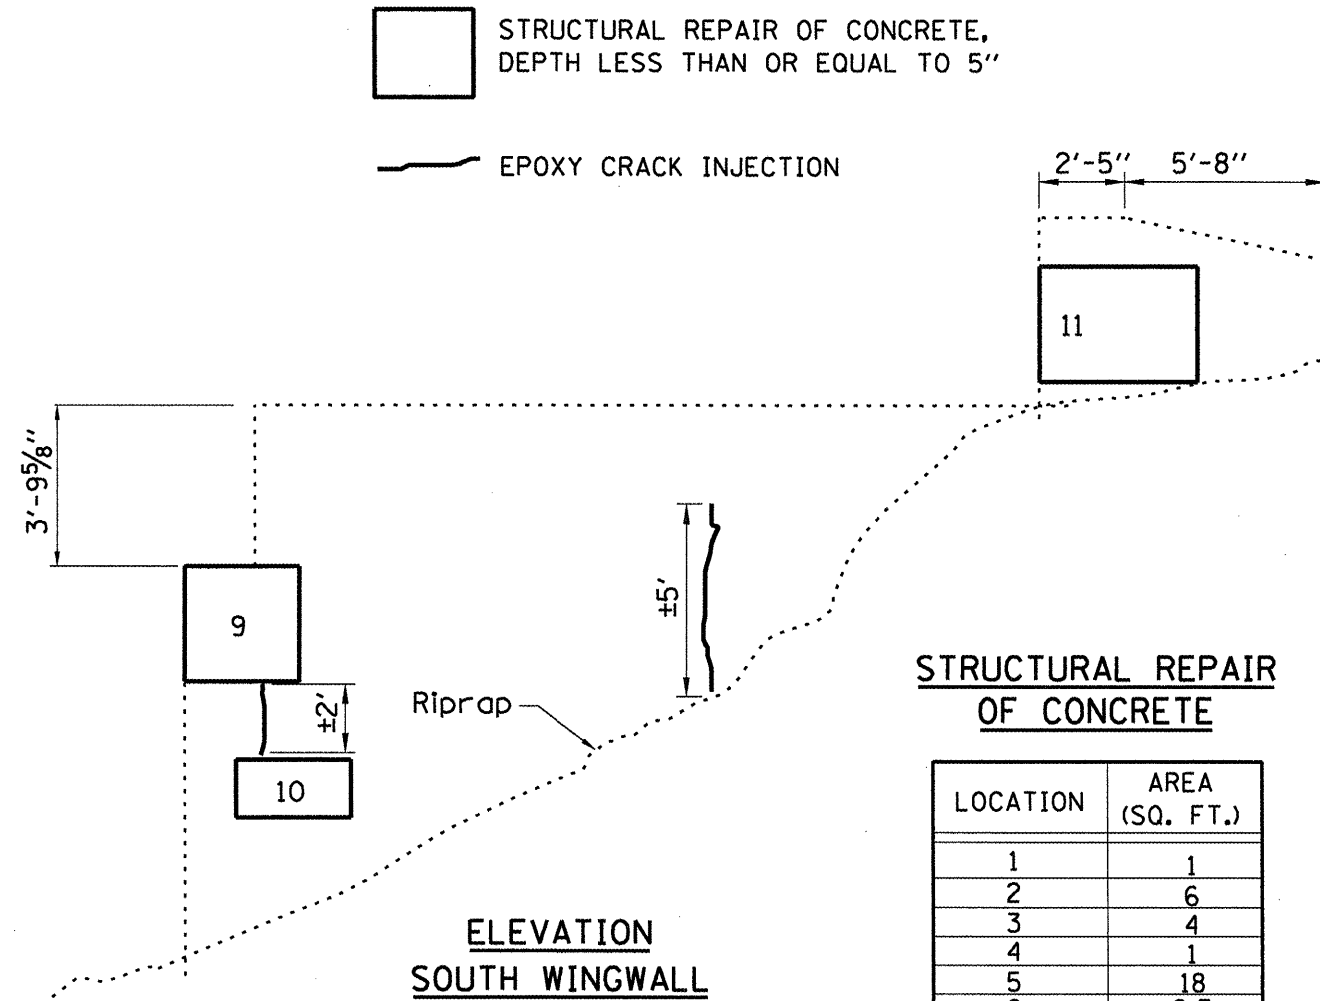 STRUCTURAL REPAIR OF CONCRETE,
DEPTH LESS THAN OR EQUAL TO 5"
EPOXY CRACK INJECTION
2'-5" 5'-8"
11
3'-9 5/8"
9
±5'
±2'
Riprap
10
ELEVATION
SOUTH WINGWALL
STRUCTURAL REPAIR
OF CONCRETE
LOCATION AREA
(SQ. FT.)
1 1
2 6
3 4
4 1
5 18